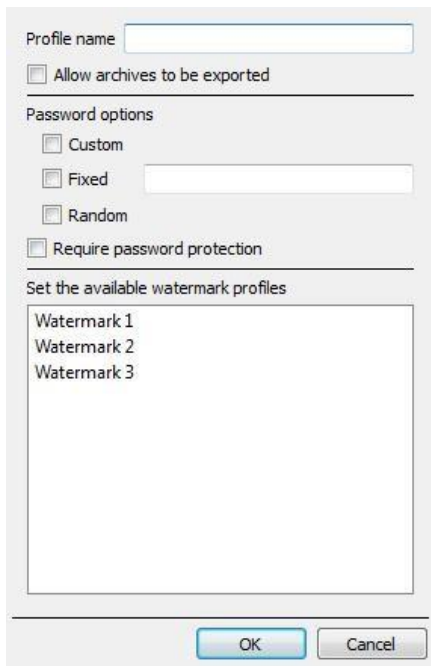 Profile name
Allow archives to be exported
Password options
Custom
Fixed
Random
Require password protection
Set the available watermark profiles
Watermark 1
Watermark 2
Watermark 3
OK Cancel